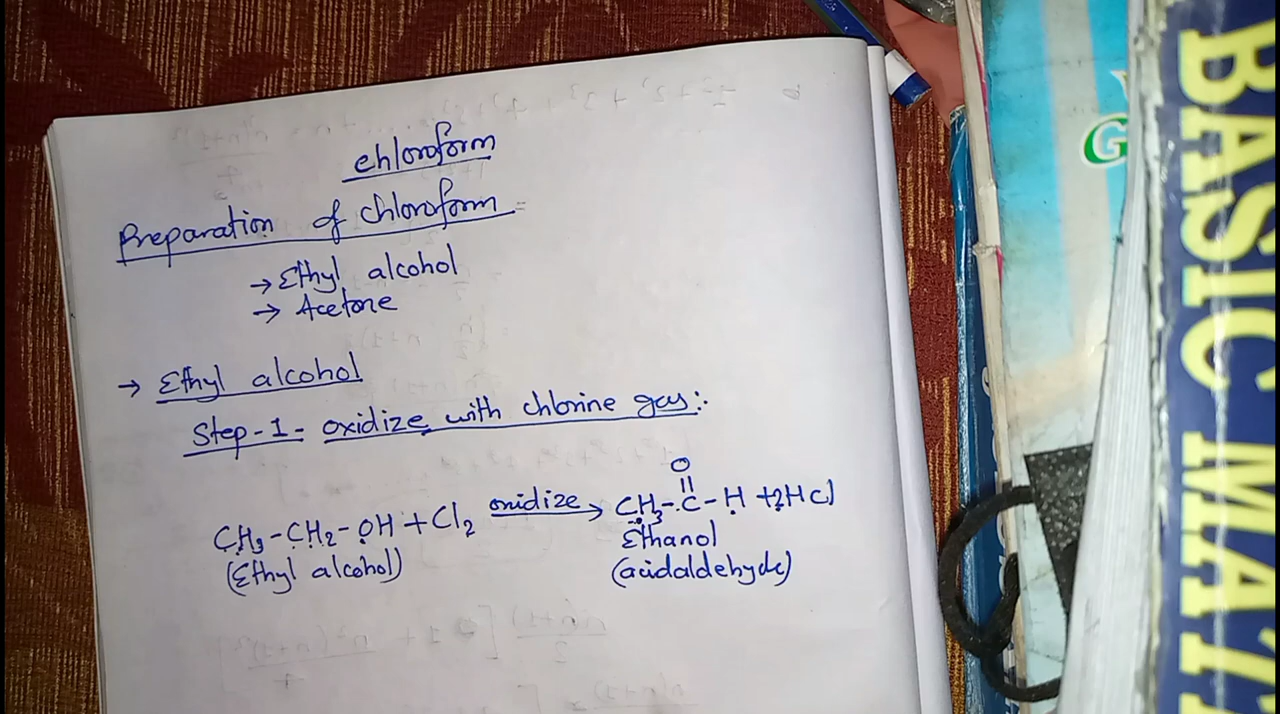 chloroform
Preparation of chloroform =
→ Ethyl alcohol
→ Acetone
→ Ethyl alcohol
Step-1- oxidize with chlorine gas:-
O
||
CH3-CH2-OH + Cl2 oxidize → CH3-C-H + 2HCl
(Ethyl alcohol)
Ethanol
(acidaldehyde)
G
BASIC MAT